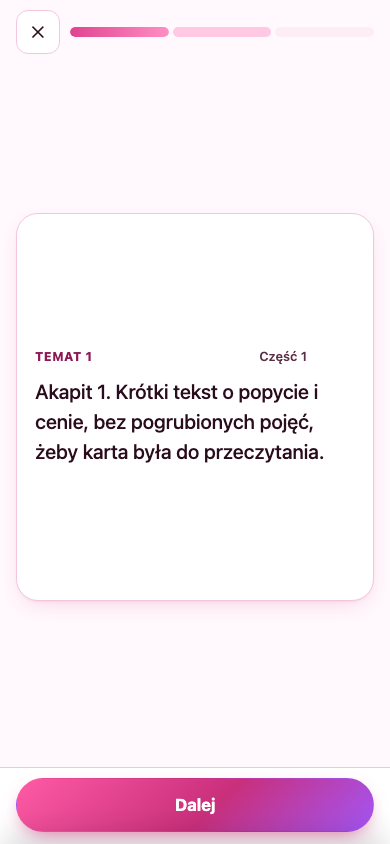 TEMAT 1 Część 1
Akapit 1. Krótki tekst o popycie i
cenie, bez pogrubionych pojęć,
żeby karta była do przeczytania.
Dalej